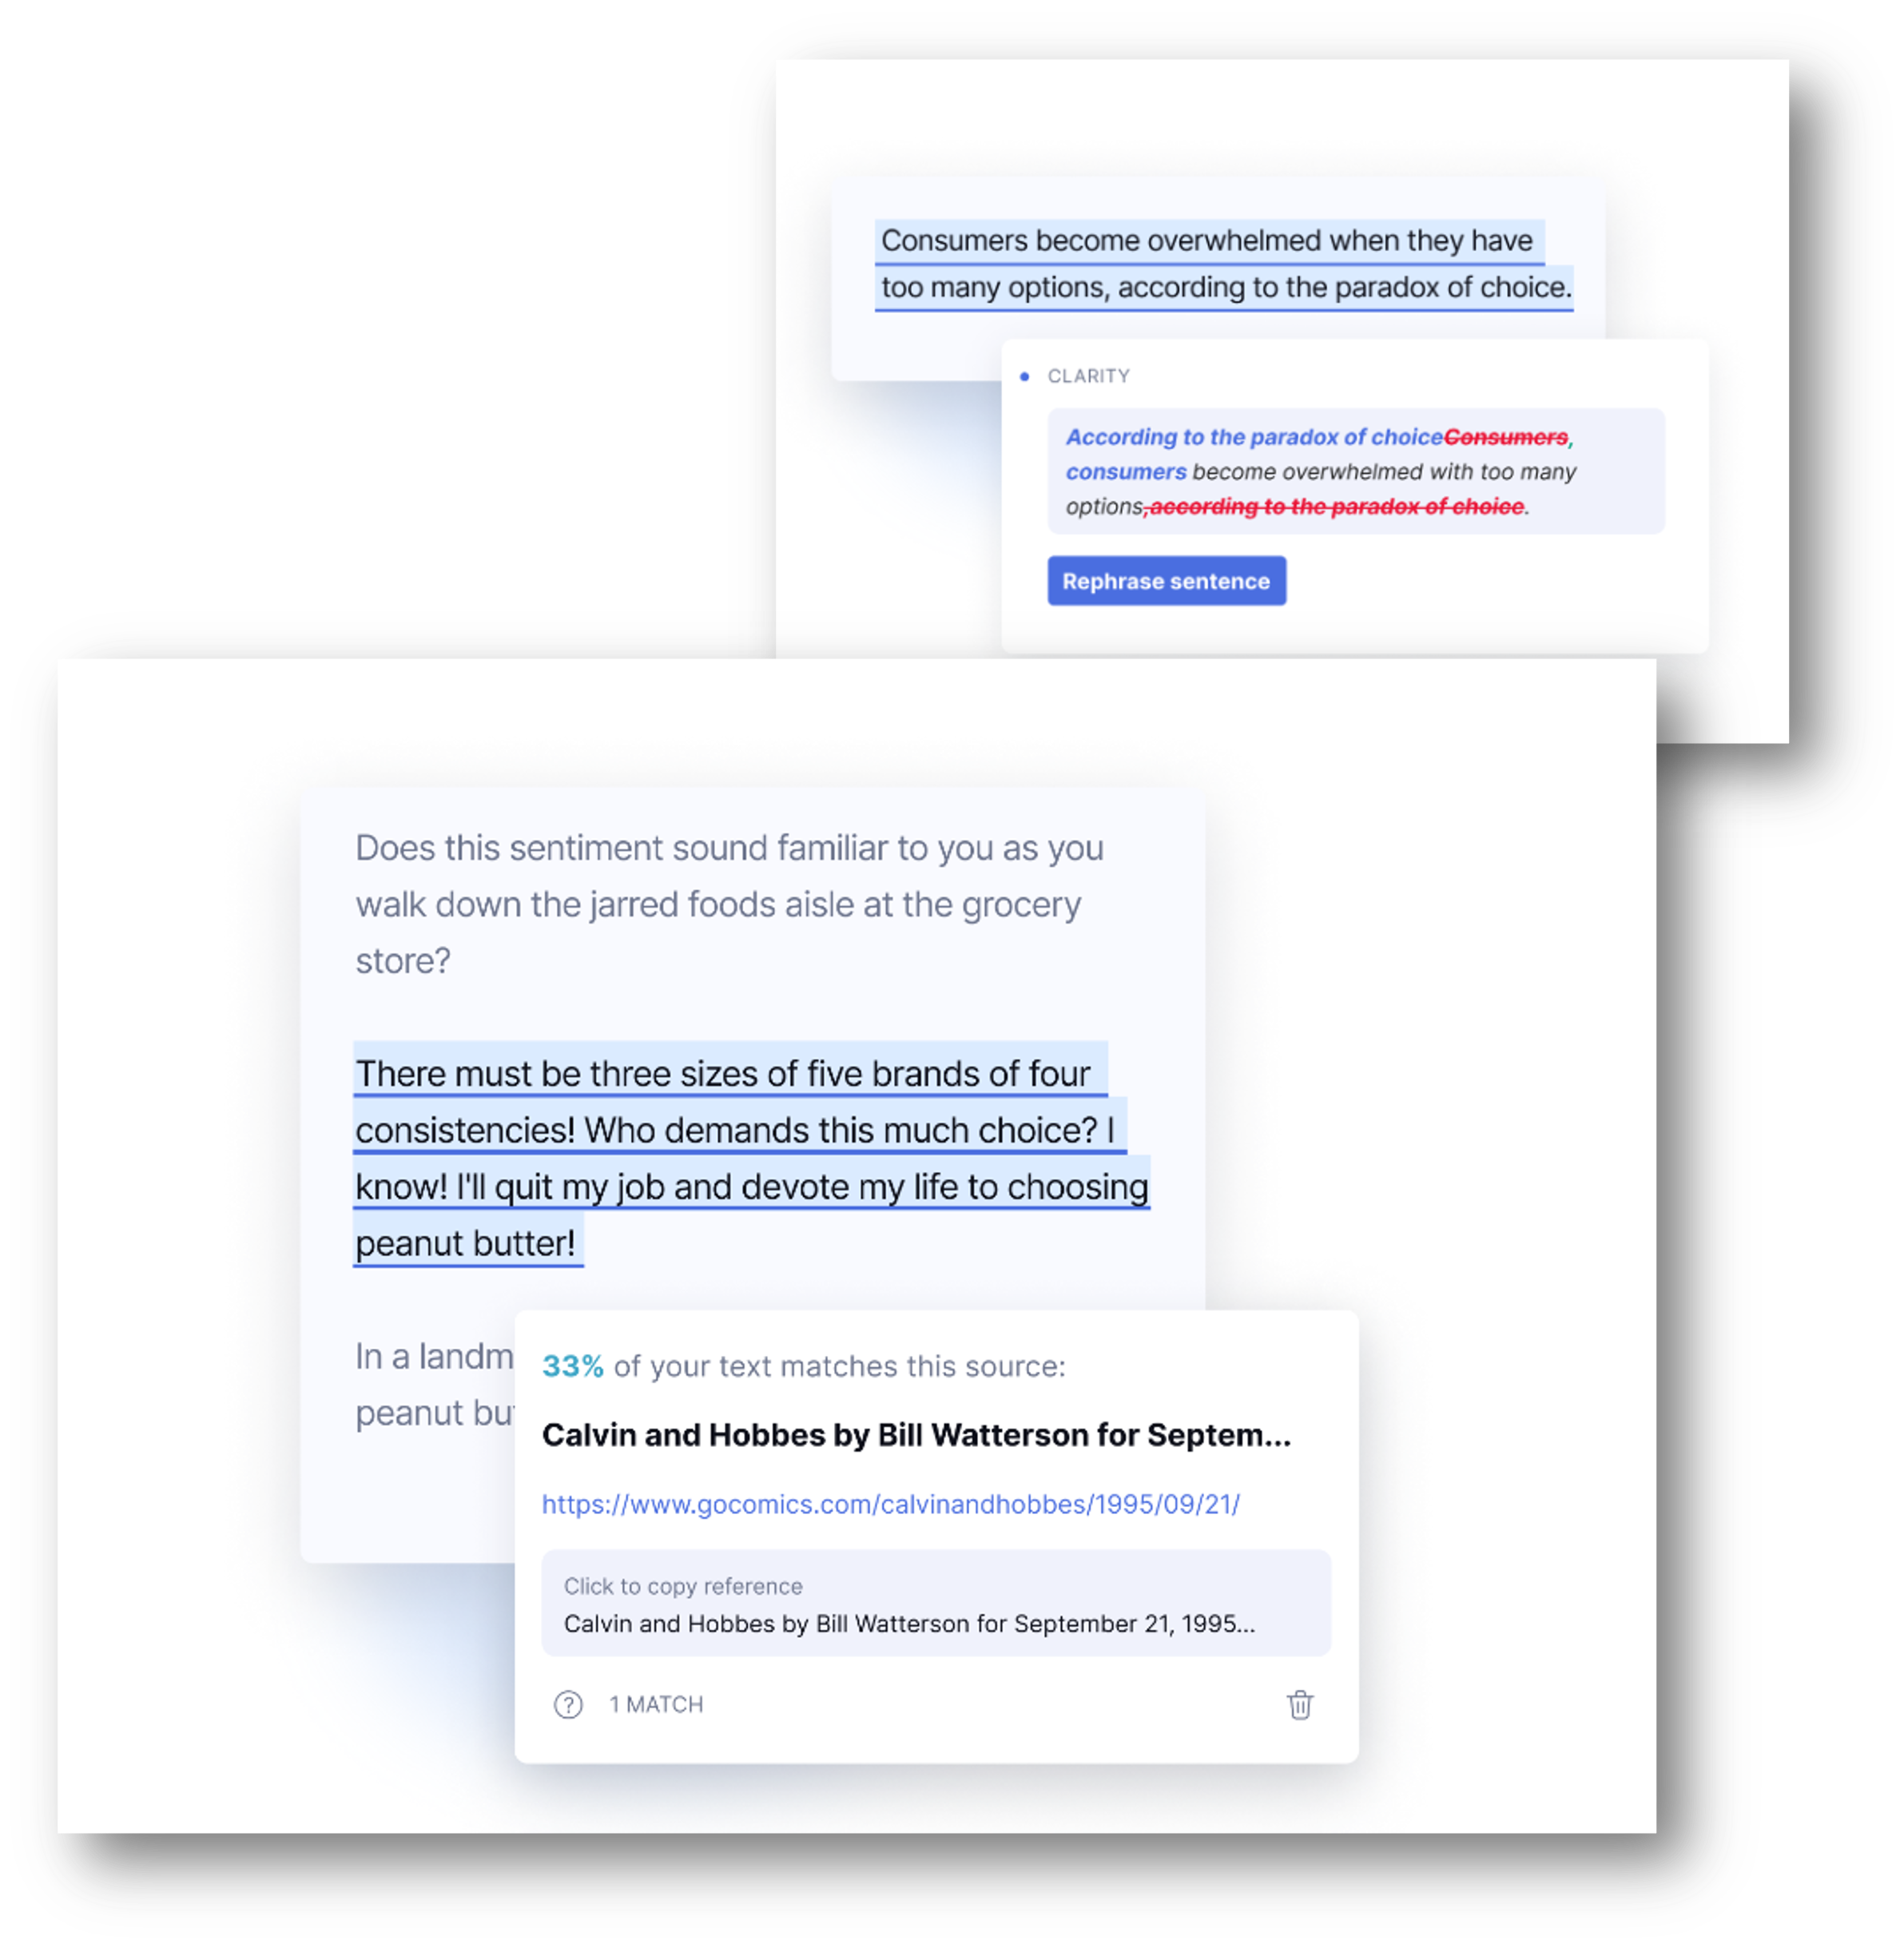 Consumers become overwhelmed when they have
too many options, according to the paradox of choice.
CLARITY
According to the paradox of choiceConsumers,
consumers become overwhelmed with too many
options,according to the paradox of choice.
Rephrase sentence
Does this sentiment sound familiar to you as you
walk down the jarred foods aisle at the grocery
store?
There must be three sizes of five brands of four
consistencies! Who demands this much choice? I
know! I'll quit my job and devote my life to choosing
peanut butter!
In a landm
peanut but
33% of your text matches this source:
Calvin and Hobbes by Bill Watterson for Septem...
https://www.gocomics.com/calvinandhobbes/1995/09/21/
Click to copy reference
Calvin and Hobbes by Bill Watterson for September 21, 1995...
? 1 MATCH